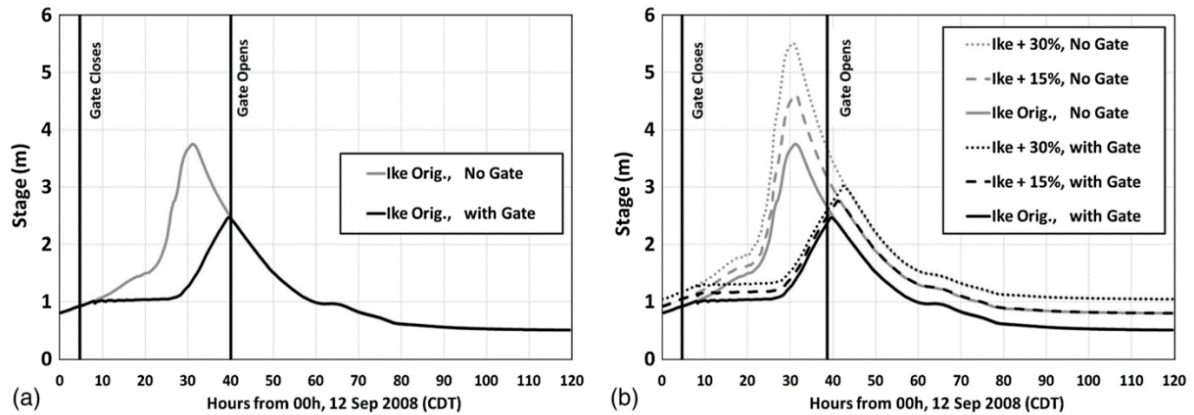 6
5
4
3
2
1
0
Stage (m)
Gate Closes
Gate Opens
Ike Orig., No Gate
Ike Orig., with Gate
0 10 20 30 40 50 60 70 80 90 100 110 120
Hours from 00h, 12 Sep 2008 (CDT)
(a)
6
5
4
3
2
1
0
Stage (m)
Gate Closes
Gate Opens
Ike + 30%, No Gate
Ike + 15%, No Gate
Ike Orig., No Gate
Ike + 30%, with Gate
Ike + 15%, with Gate
Ike Orig., with Gate
0 10 20 30 40 50 60 70 80 90 100 110 120
Hours from 00h, 12 Sep 2008 (CDT)
(b)